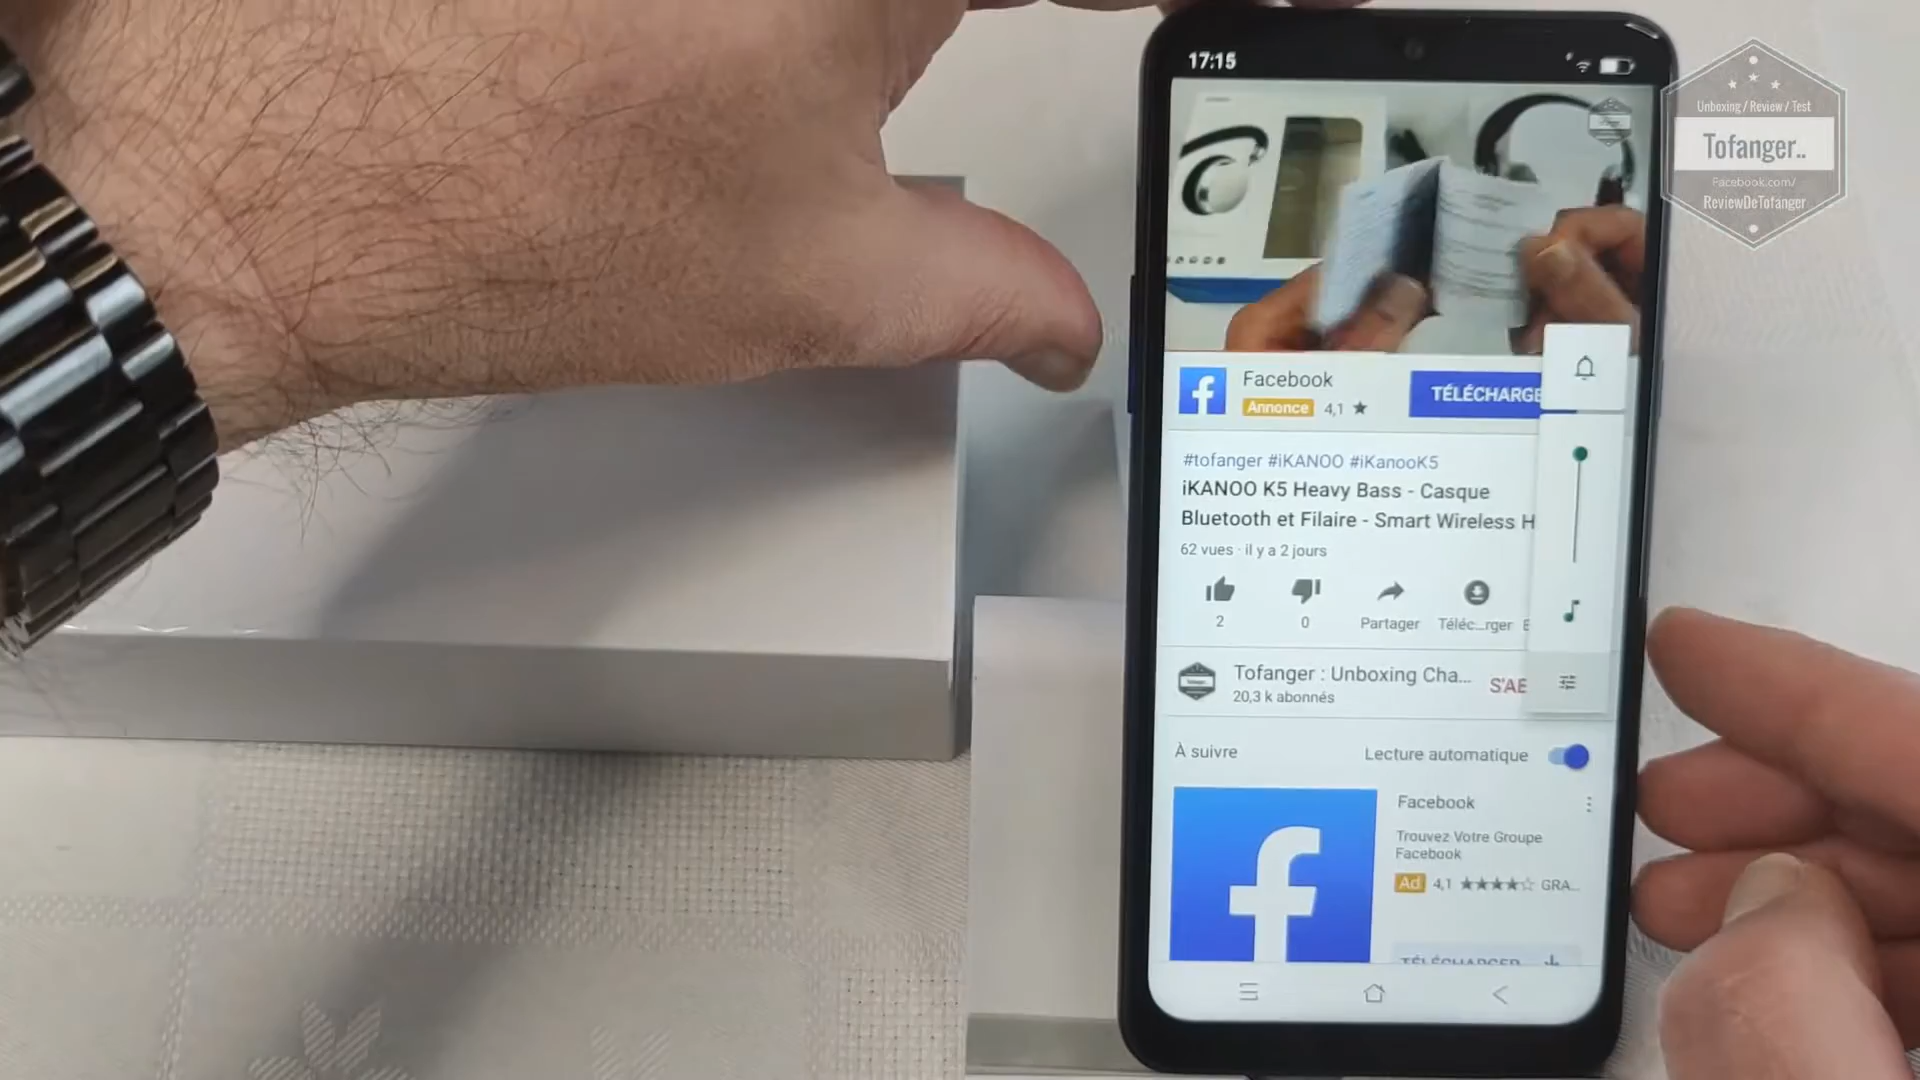 17:15
Unboxing / Review / Test
Tofanger..
Facebook.com/
ReviewDeTofanger
Facebook
TÉLÉCHARGE
Annonce 4,1 ★
#tofanger #iKANOO #iKanooK5
iKANOO K5 Heavy Bass - Casque
Bluetooth et Filaire - Smart Wireless H
62 vues · il y a 2 jours
2
0
Partager
Téléc...rger
E
Tofanger : Unboxing Cha...
S'AB
20,3 k abonnés
À suivre
Lecture automatique
Facebook
Trouvez Votre Groupe
Facebook
Ad 4,1 ★★★★☆ GRA...
TÉLÉCHARGER